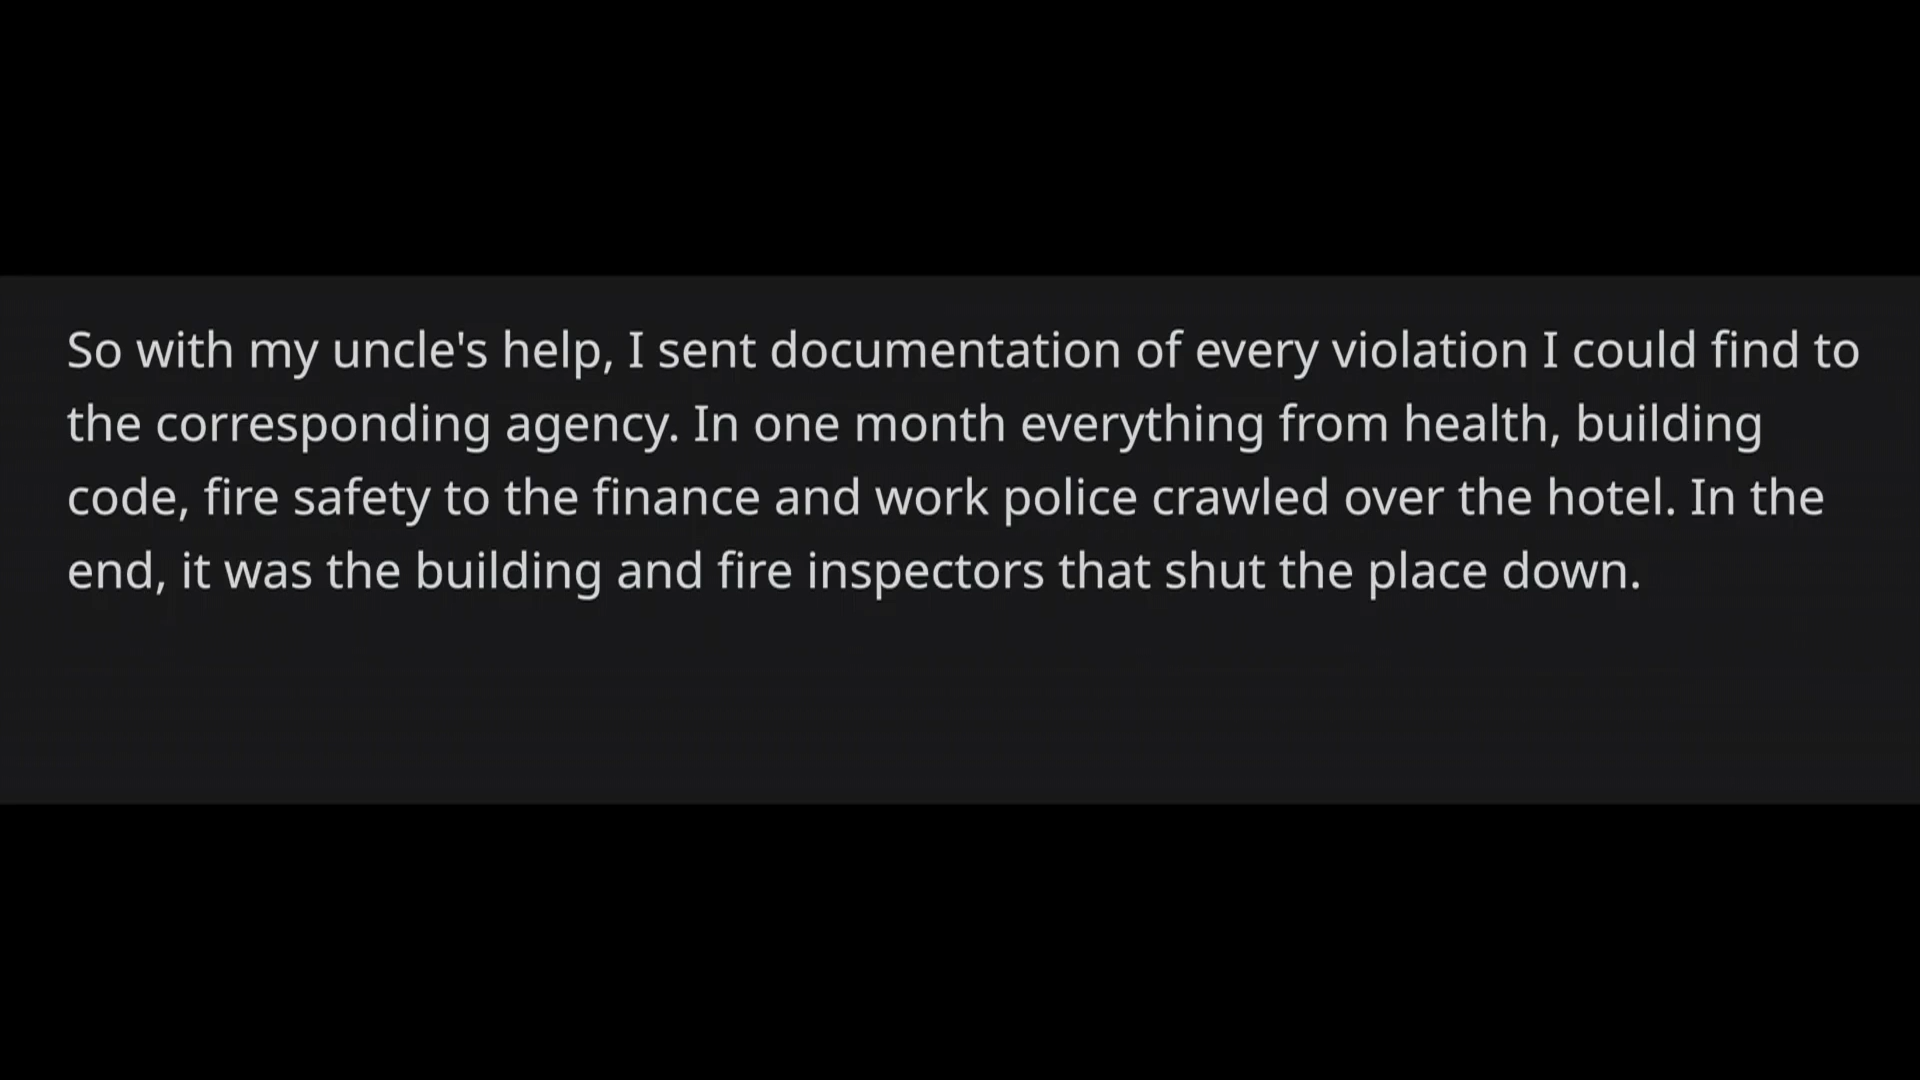 So with my uncle's help, I sent documentation of every violation I could find to
the corresponding agency. In one month everything from health, building
code, fire safety to the finance and work police crawled over the hotel. In the
end, it was the building and fire inspectors that shut the place down.